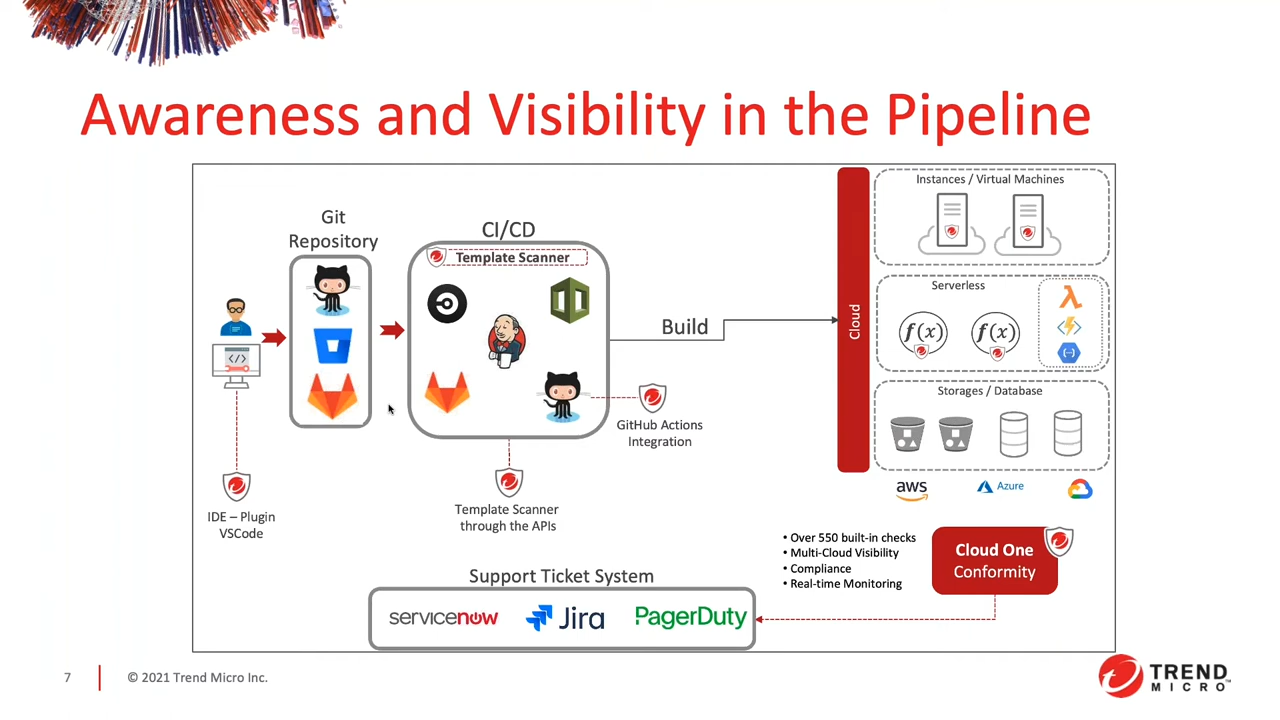 Awareness and Visibility in the Pipeline
Git
Repository
CI/CD
Template Scanner
Build
GitHub Actions
Integration
Template Scanner
through the APIs
IDE – Plugin
VSCode
Cloud
Instances / Virtual Machines
Serverless
f(x)
f(x)
λ
Storages / Database
aws
Azure
• Over 550 built-in checks
• Multi-Cloud Visibility
• Compliance
• Real-time Monitoring
Cloud One
Conformity
Support Ticket System
servicenow
Jira
PagerDuty
7
© 2021 Trend Micro Inc.
TREND
MICRO™